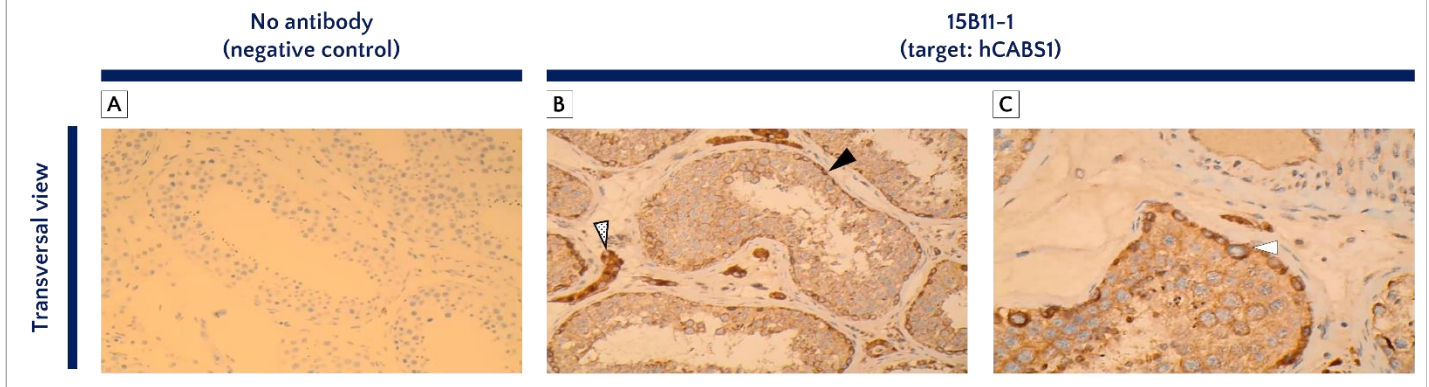 No antibody
(negative control)
15B11-1
(target: hCABS1)
A
B
C
Transversal view